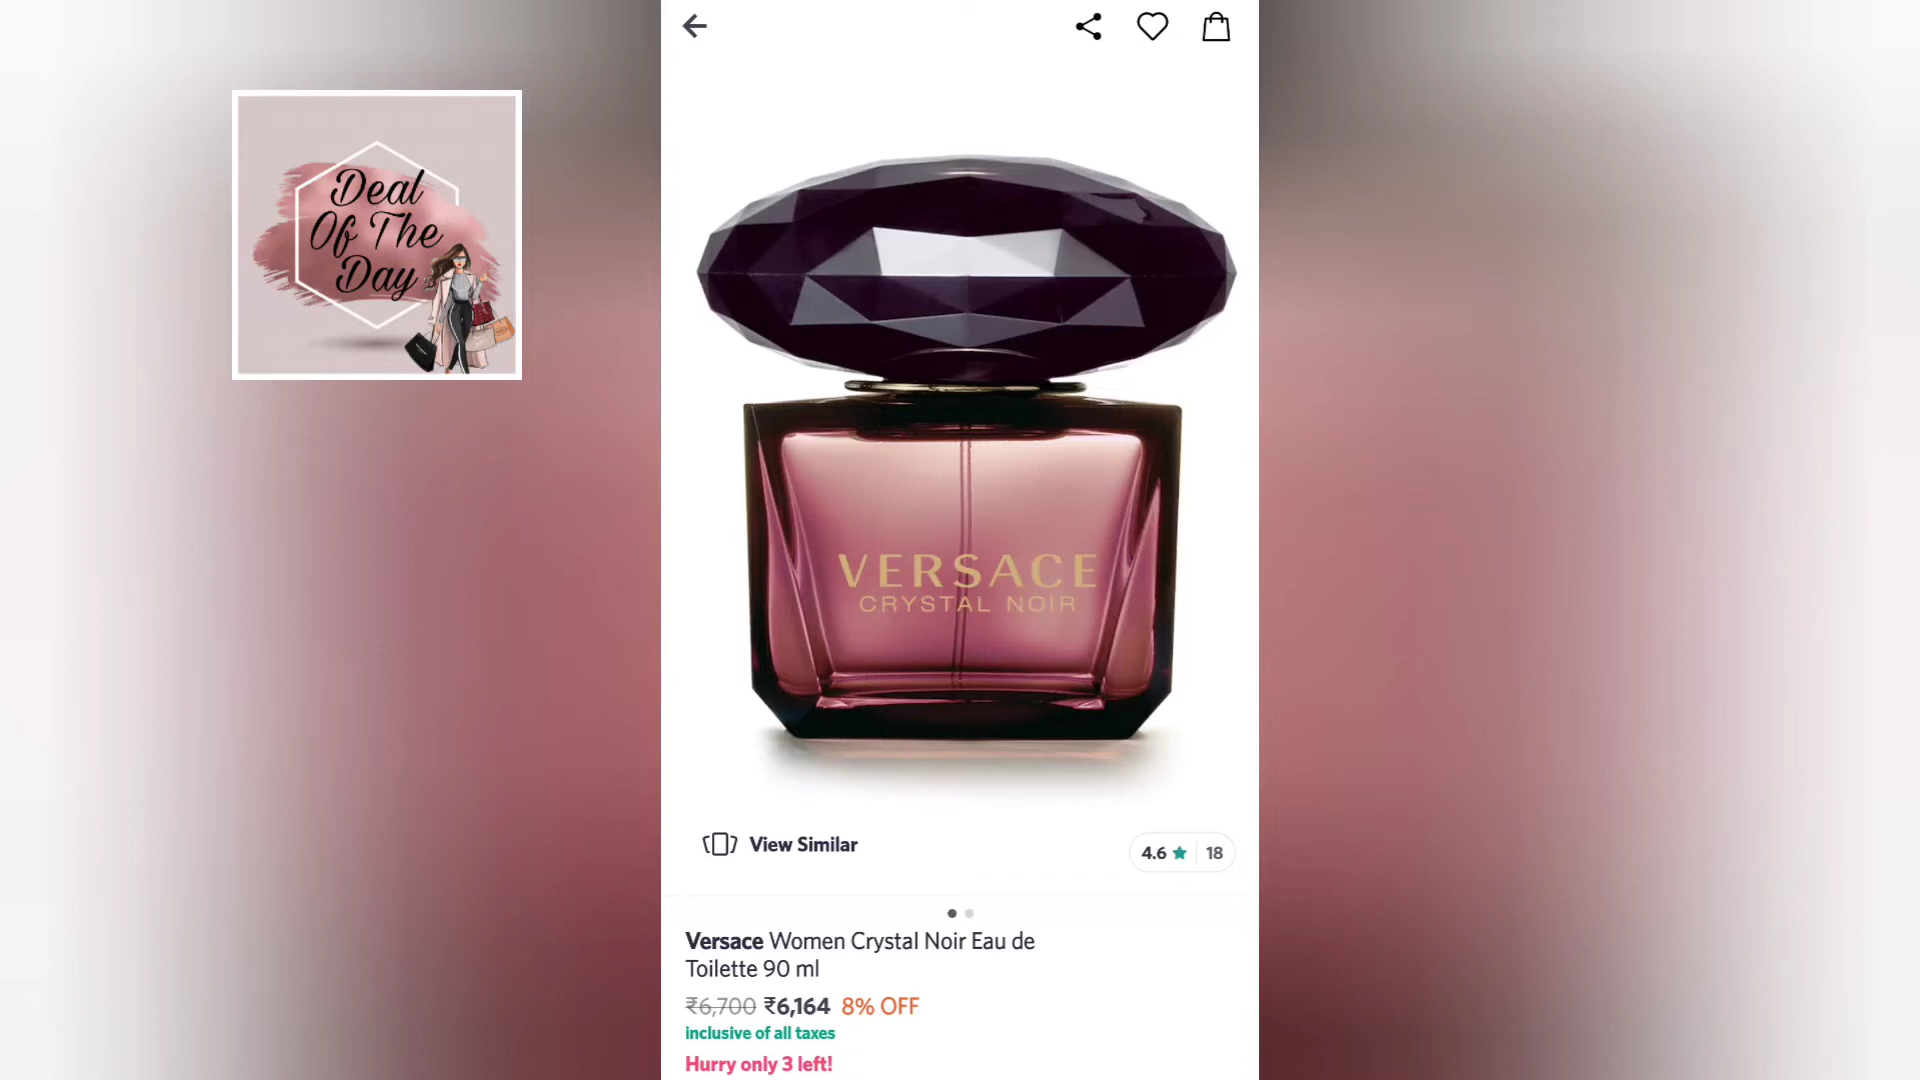 Deal
Of The
Day
VERSACE
CRYSTAL NOIR
View Similar
4.6 ★ 18
Versace Women Crystal Noir Eau de
Toilette 90 ml
₹6,700 ₹6,164 8% OFF
inclusive of all taxes
Hurry only 3 left!